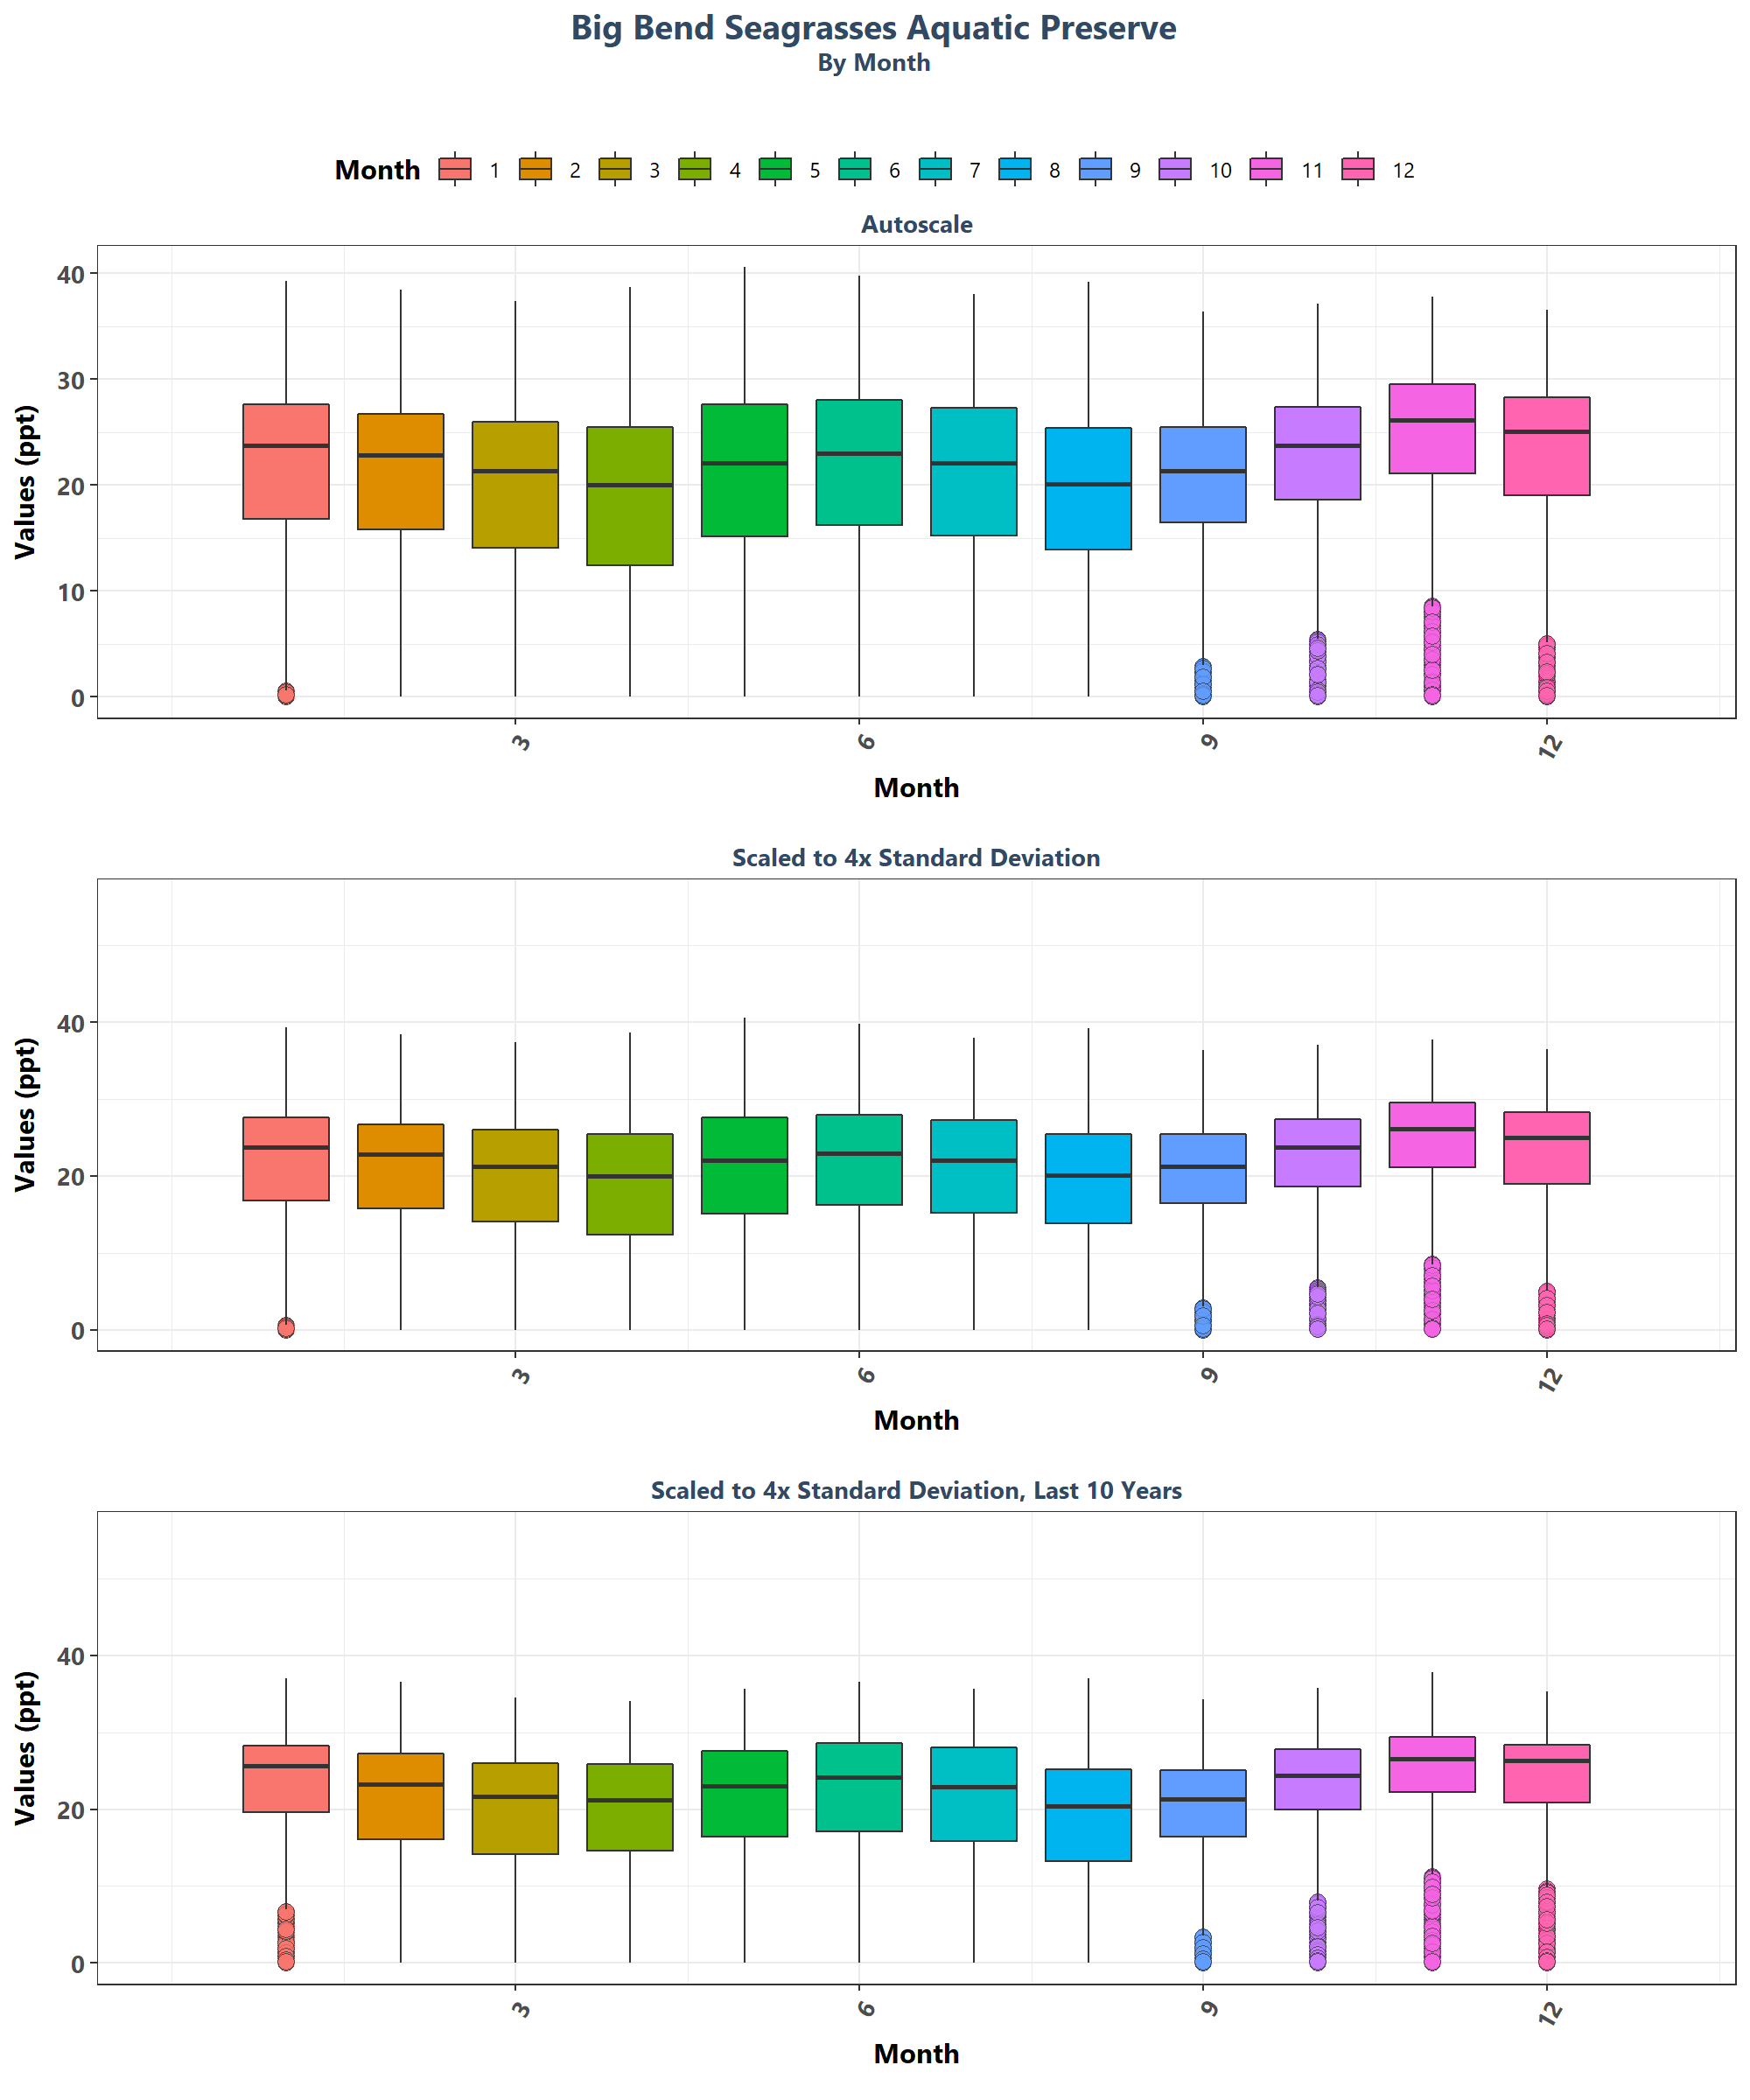 Big Bend Seagrasses Aquatic Preserve
By Month
Month 1 2 3 4 5 6 7 8 9 10 11 12
Autoscale
Values (ppt)
40
30
20
10
0
3 6 9 12
Month
Scaled to 4x Standard Deviation
Values (ppt)
40
20
0
3 6 9 12
Month
Scaled to 4x Standard Deviation, Last 10 Years
Values (ppt)
40
20
0
3 6 9 12
Month